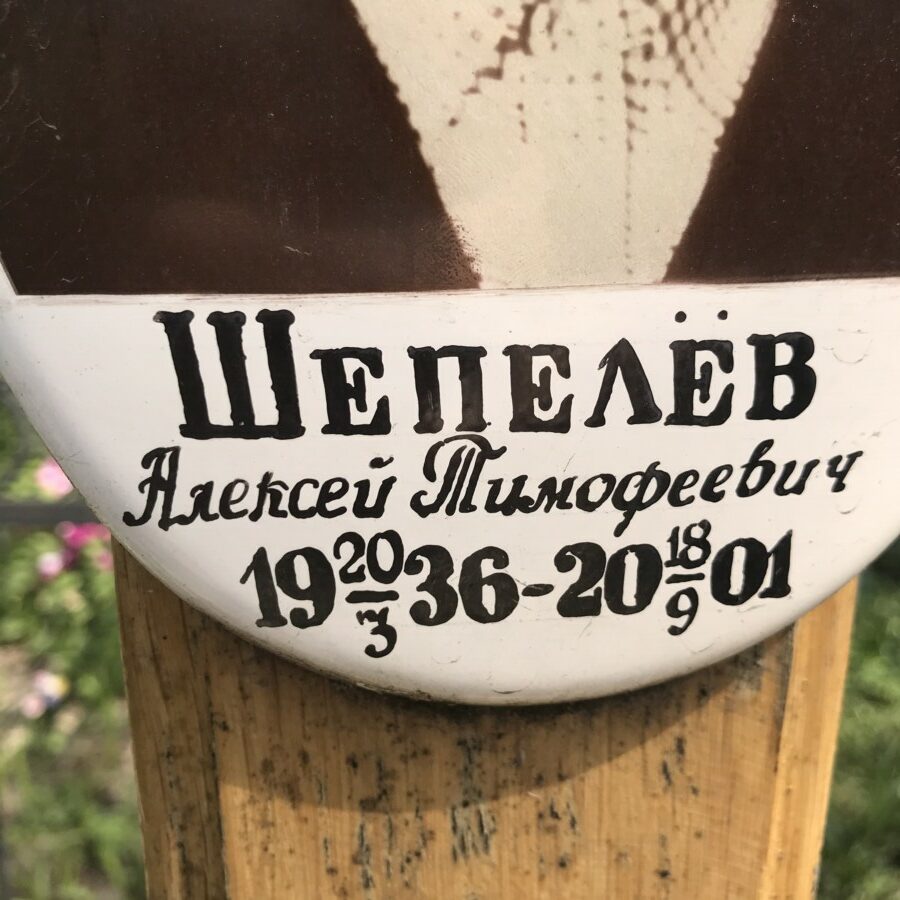 Шепелёв
Алексей Тимофеевич
19 20/3 36-20 18/9 01